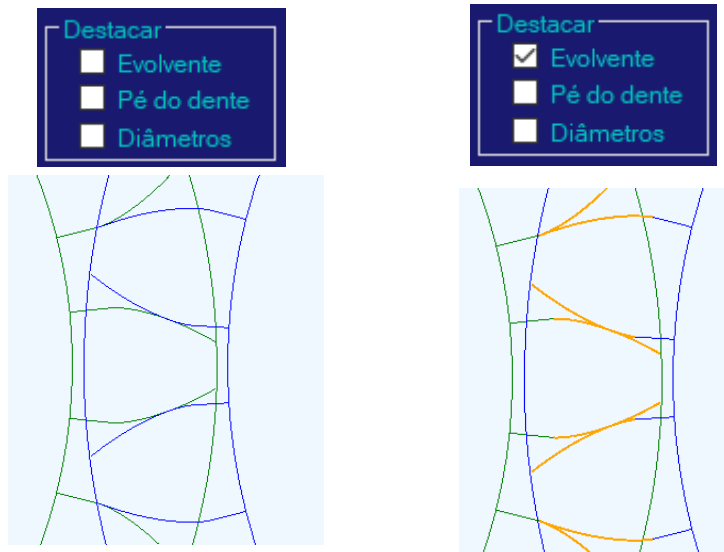 Destacar
Evolvente
Pé do dente
Diâmetros
Destacar
Evolvente
Pé do dente
Diâmetros